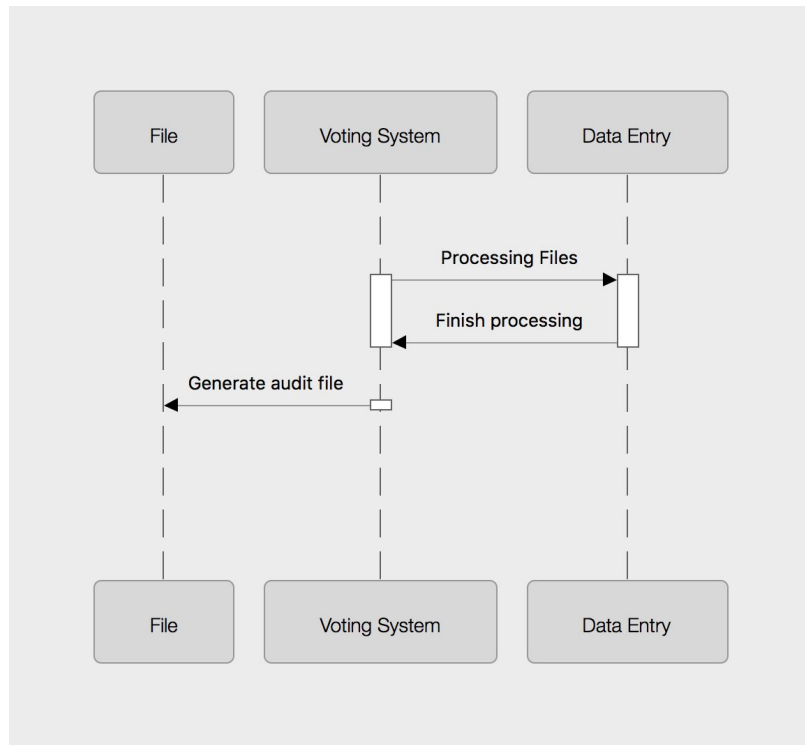 File
Voting System
Data Entry
Processing Files
Finish processing
Generate audit file
File
Voting System
Data Entry